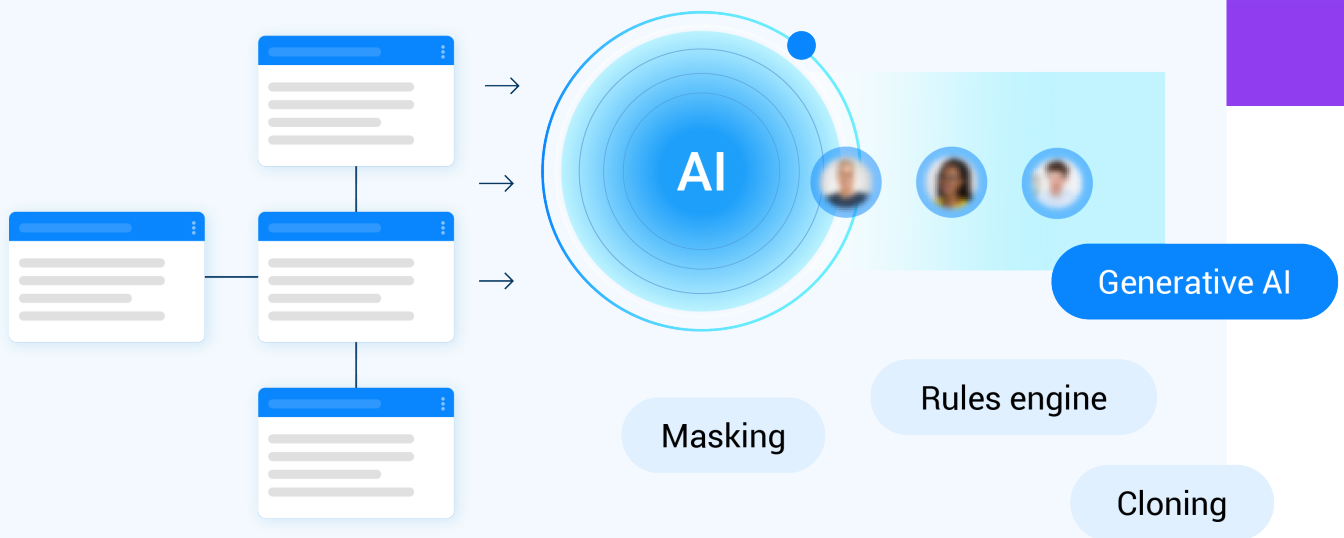 AI
Generative AI
Rules engine
Masking
Cloning